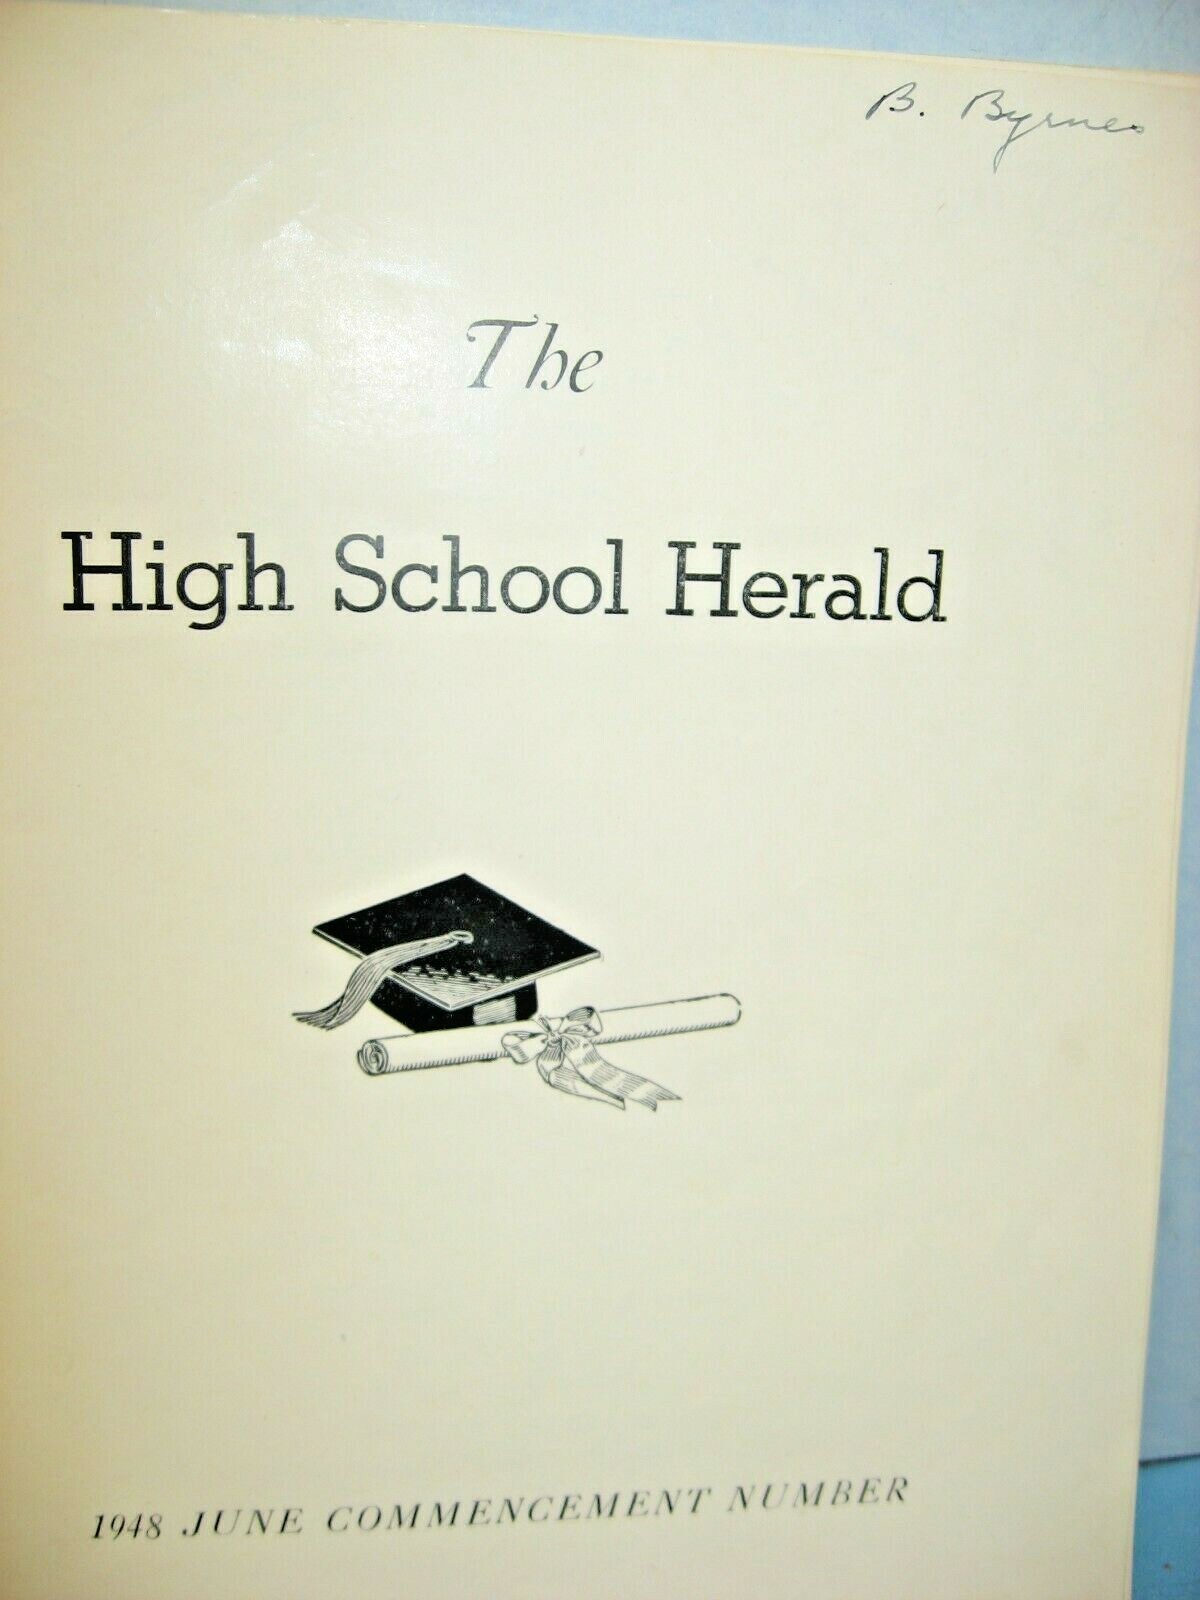 B. Byrnes
The
High School Herald
1948 JUNE COMMENCEMENT NUMBER